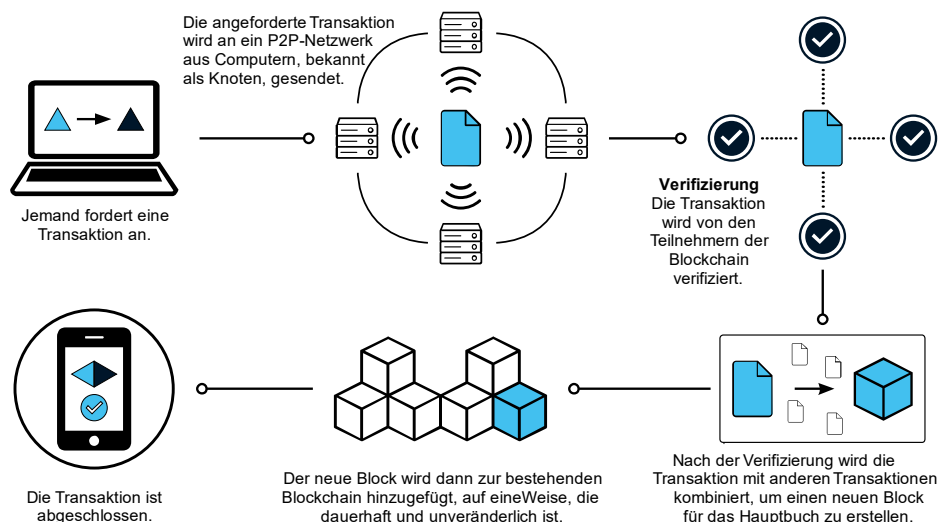 Die angeforderte Transaktion
wird an ein P2P-Netzwerk
aus Computern, bekannt
als Knoten, gesendet.
Jemand fordert eine
Transaktion an.
Verifizierung
Die Transaktion
wird von den
Teilnehmern der
Blockchain
verifiziert.
Nach der Verifizierung wird die
Transaktion mit anderen Transaktionen
kombiniert, um einen neuen Block
für das Hauptbuch zu erstellen.
Der neue Block wird dann zur bestehenden
Blockchain hinzugefügt, auf eineWeise, die
dauerhaft und unveränderlich ist.
Die Transaktion ist
abgeschlossen.